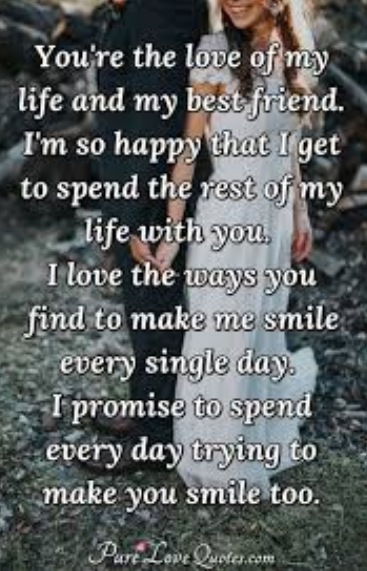 You're the love of my
life and my best friend.
I'm so happy that I get
to spend the rest of my
life with you.
I love the ways you
find to make me smile
every single day.
I promise to spend
every day trying to
make you smile too.
PureLoveQuotes.com